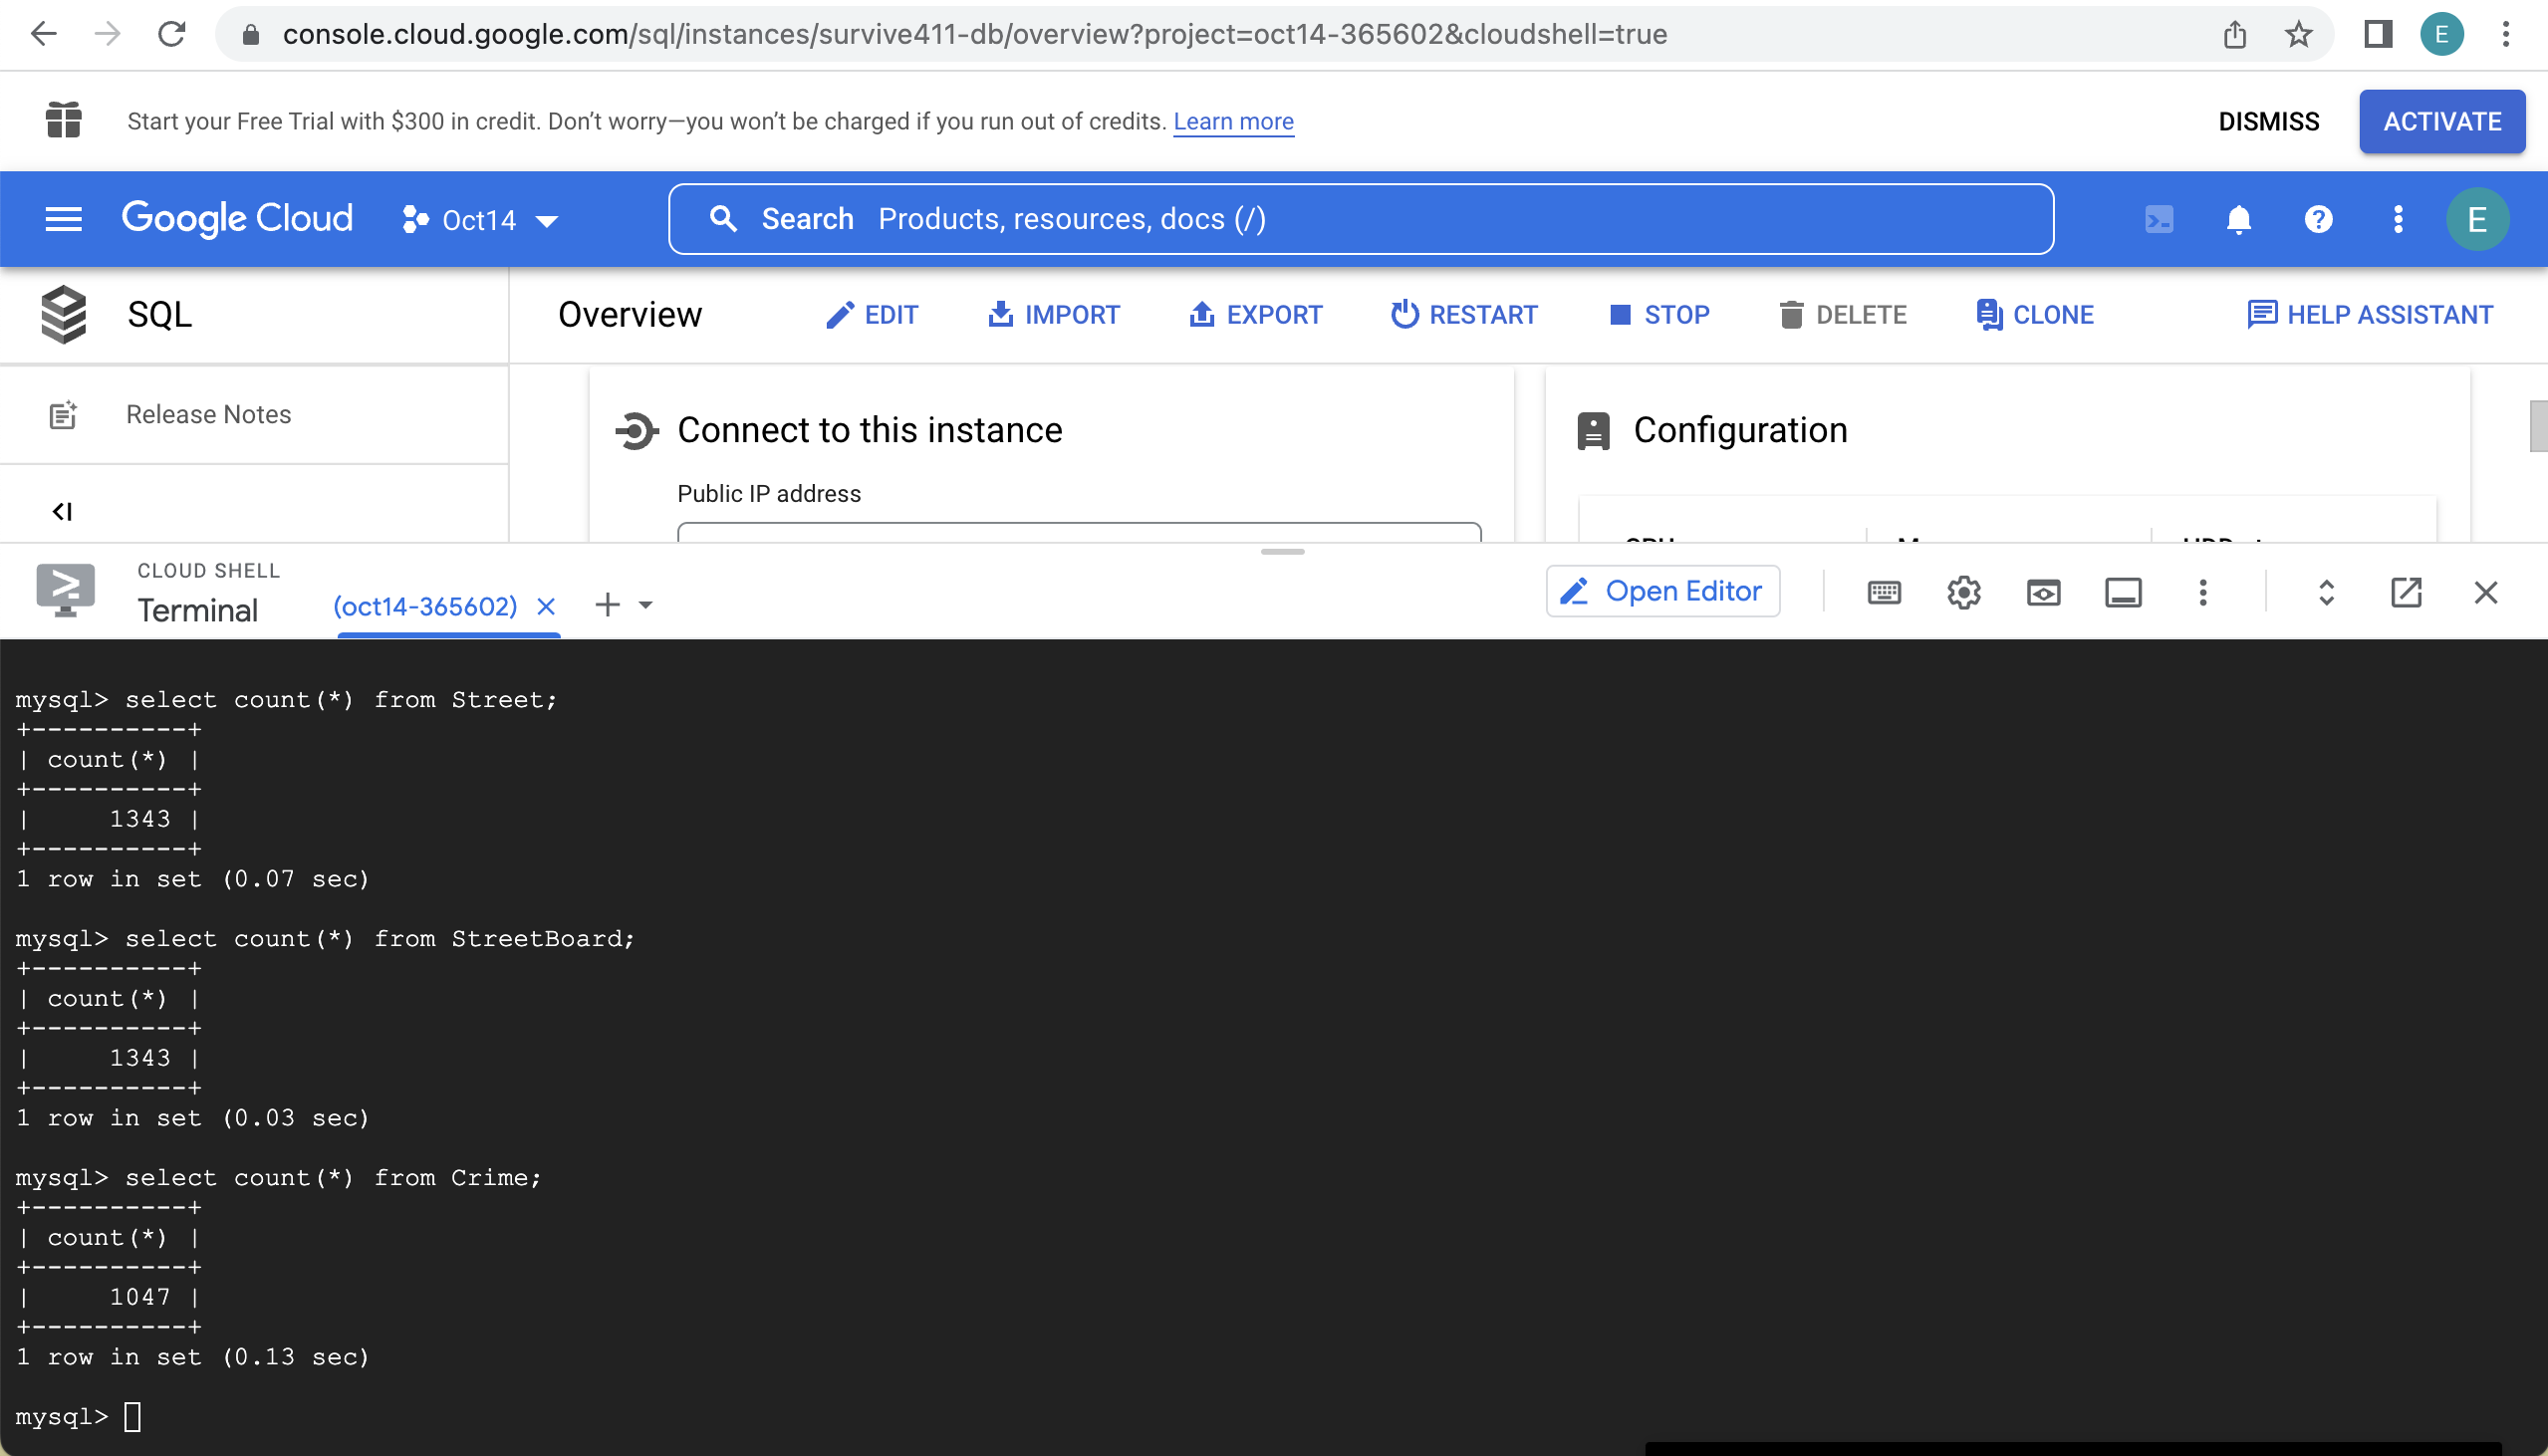 console.cloud.google.com/sql/instances/survive411-db/overview?project=oct14-365602&cloudshell=true
E
Start your Free Trial with $300 in credit. Don’t worry—you won’t be charged if you run out of credits. Learn more
DISMISS
ACTIVATE
Google Cloud
Oct14
Search Products, resources, docs (/)
E
SQL
Overview
EDIT
IMPORT
EXPORT
RESTART
STOP
DELETE
CLONE
HELP ASSISTANT
Release Notes
Connect to this instance
Public IP address
Configuration
CLOUD SHELL
Terminal
(oct14-365602)
Open Editor
mysql> select count(*) from Street;
+----------+
| count(*) |
+----------+
|     1343 |
+----------+
1 row in set (0.07 sec)
mysql> select count(*) from StreetBoard;
+----------+
| count(*) |
+----------+
|     1343 |
+----------+
1 row in set (0.03 sec)
mysql> select count(*) from Crime;
+----------+
| count(*) |
+----------+
|     1047 |
+----------+
1 row in set (0.13 sec)
mysql>